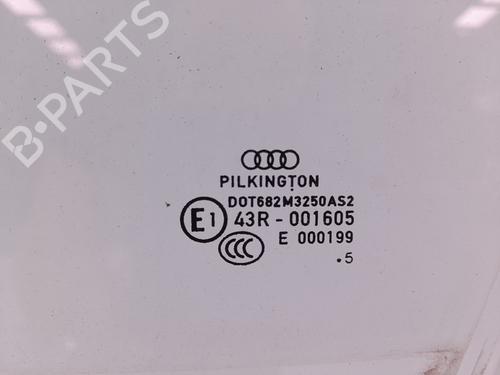 B-PARTS
PILKINGTON
DOT682M3250AS2
E1 43R - 001605
CCC E 000199
.5